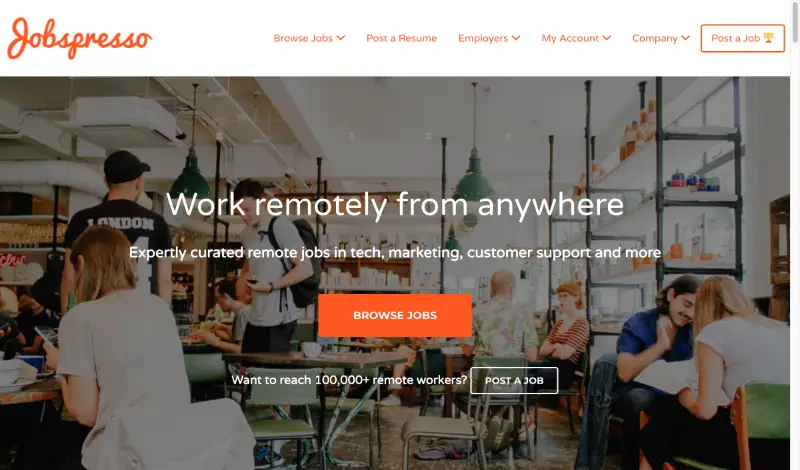 Jobspresso
Browse Jobs
Post a Resume
Employers
My Account
Company
Post a Job 🏆
LONDON
Work remotely from anywhere
Expertly curated remote jobs in tech, marketing, customer support and more
BROWSE JOBS
Want to reach 100,000+ remote workers?
POST A JOB